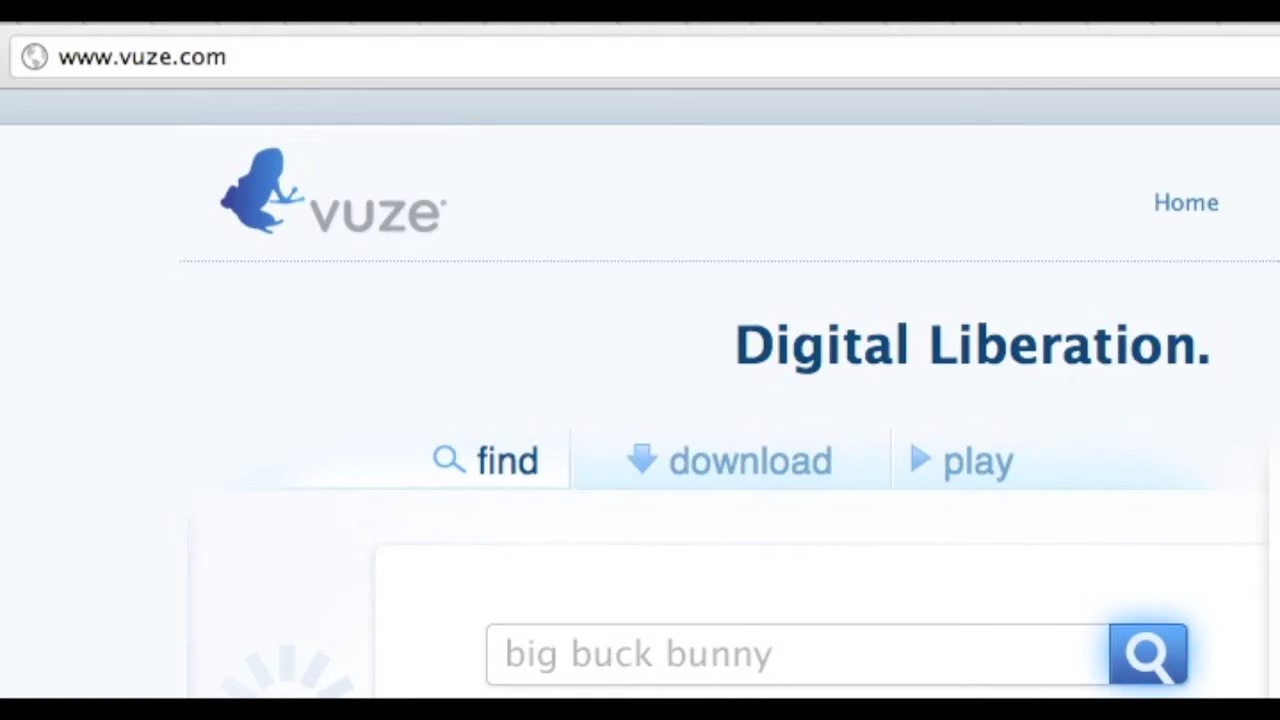 www.vuze.com
vuze
Home
Digital Liberation.
find
download
play
big buck bunny